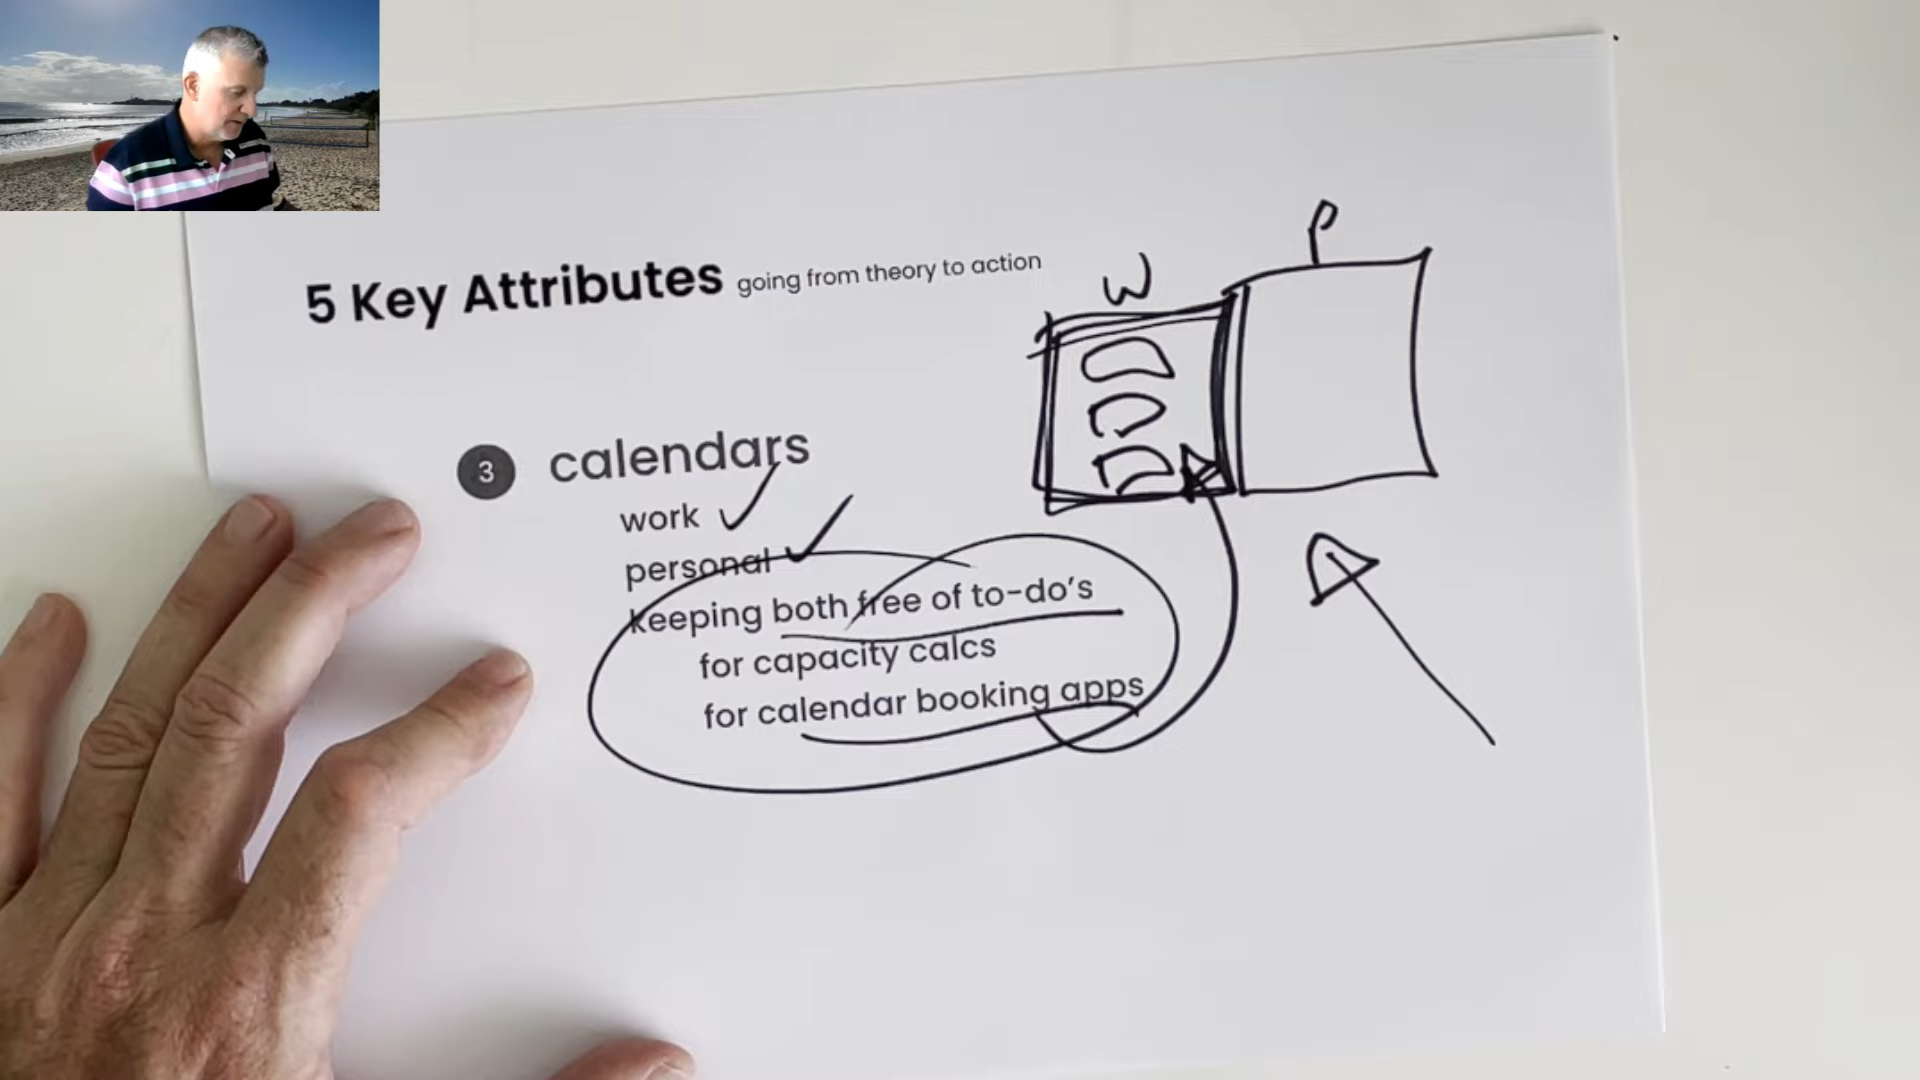 5 Key Attributes going from theory to action
W
P
3 calendars
work
personal
keeping both free of to-do's
for capacity calcs
for calendar booking apps